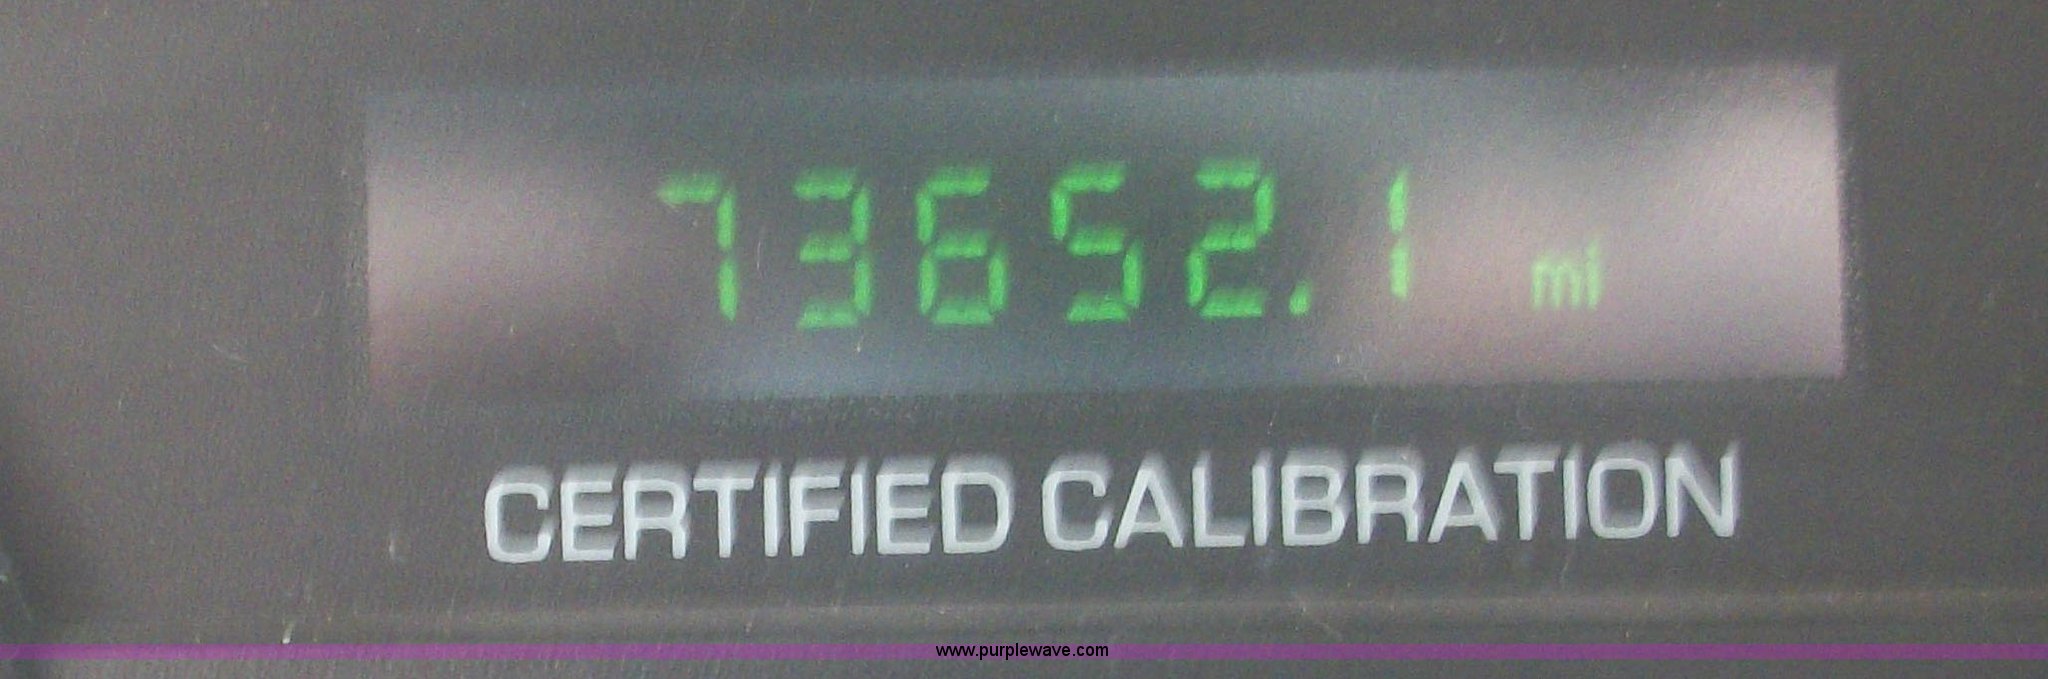 73652.1 mi
CERTIFIED CALIBRATION
www.purplewave.com